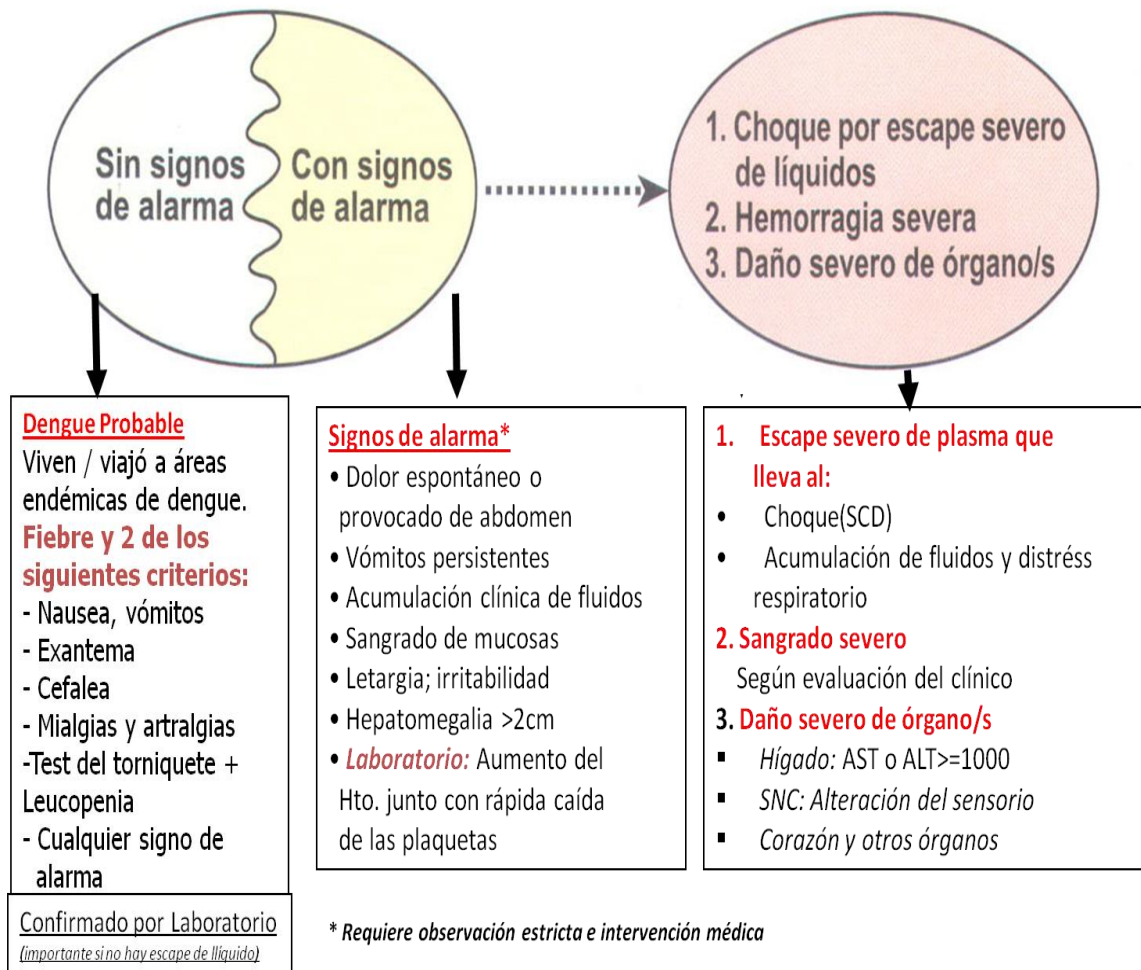 Sin signos
de alarma
Con signos
de alarma
1. Choque por escape severo
de líquidos
2. Hemorragia severa
3. Daño severo de órgano/s
Dengue Probable
Viven / viajó a áreas
endémicas de dengue.
Fiebre y 2 de los
siguientes criterios:
- Nausea, vómitos
- Exantema
- Cefalea
- Mialgias y artralgias
-Test del torniquete +
Leucopenia
- Cualquier signo de
alarma
Confirmado por Laboratorio
(importante si no hay escape de llíquido)
Signos de alarma*
• Dolor espontáneo o
provocado de abdomen
• Vómitos persistentes
• Acumulación clínica de fluidos
• Sangrado de mucosas
• Letargia; irritabilidad
• Hepatomegalia >2cm
• Laboratorio: Aumento del
Hto. junto con rápida caída
de las plaquetas
* Requiere observación estricta e intervención médica
1. Escape severo de plasma que
lleva al:
• Choque(SCD)
• Acumulación de fluidos y distréss
respiratorio
2. Sangrado severo
Según evaluación del clínico
3. Daño severo de órgano/s
▪ Hígado: AST o ALT>=1000
▪ SNC: Alteración del sensorio
▪ Corazón y otros órganos